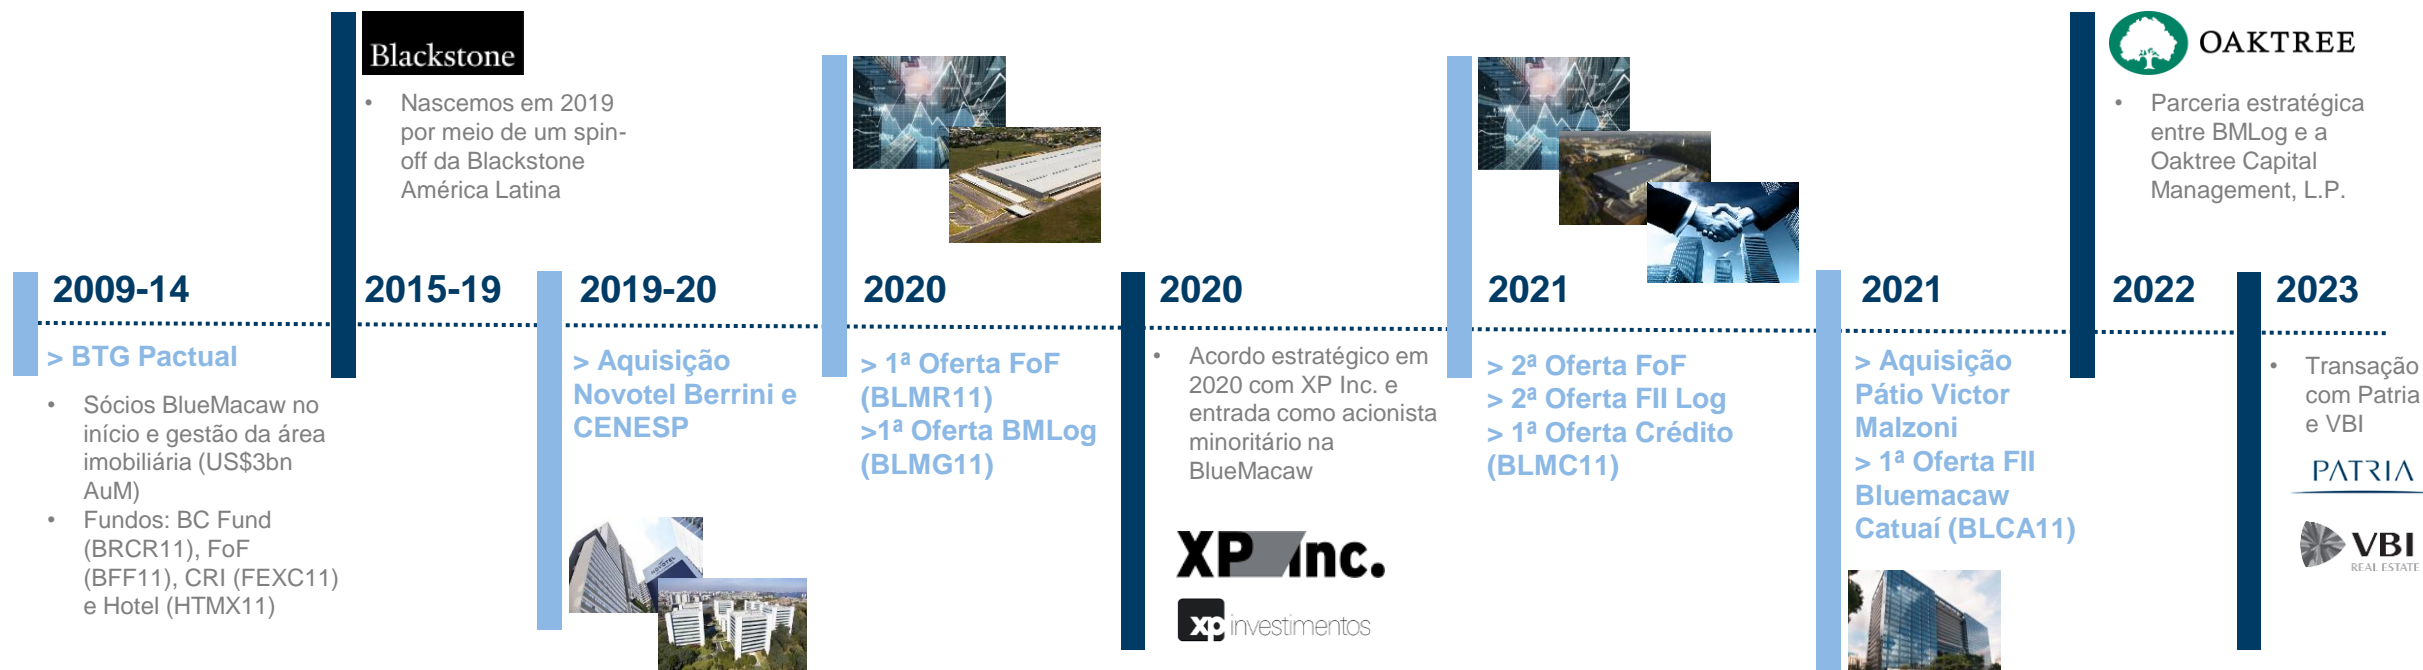 2009-14
> BTG Pactual
• Sócios BlueMacaw no
início e gestão da área
imobiliária (US$3bn
AuM)
• Fundos: BC Fund
(BRCR11), FoF
(BFF11), CRI (FEXC11)
e Hotel (HTMX11)
Blackstone
• Nascemos em 2019
por meio de um spin-
off da Blackstone
América Latina
2015-19
2019-20
> Aquisição
Novotel Berrini e
CENESP
NOVOTEL
2020
> 1ª Oferta FoF
(BLMR11)
>1ª Oferta BMLog
(BLMG11)
2020
• Acordo estratégico em
2020 com XP Inc. e
entrada como acionista
minoritário na
BlueMacaw
XP Inc.
xp investimentos
2021
> 2ª Oferta FoF
> 2ª Oferta FII Log
> 1ª Oferta Crédito
(BLMC11)
2021
> Aquisição
Pátio Victor
Malzoni
> 1ª Oferta FII
Bluemacaw
Catuaí (BLCA11)
OAKTREE
• Parceria estratégica
entre BMLog e a
Oaktree Capital
Management, L.P.
2022
2023
• Transação
com Patria
e VBI
PATRIA
VBI
REAL ESTATE